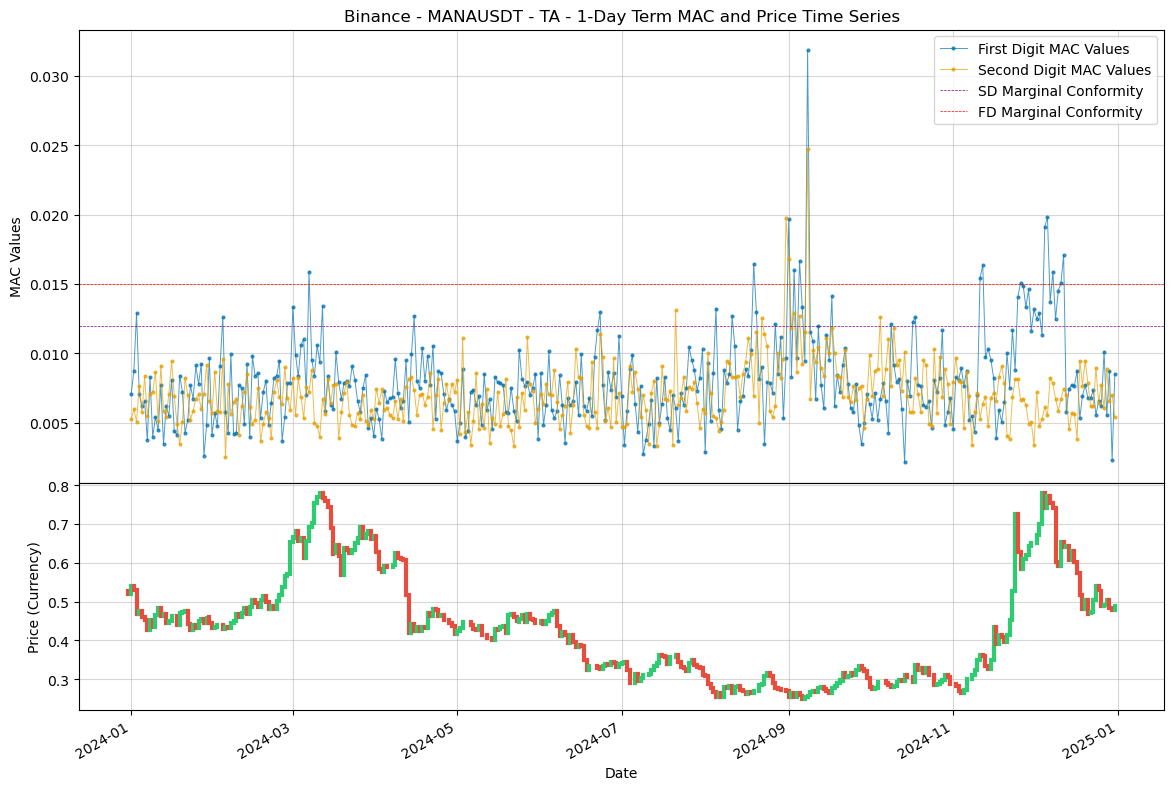 Binance - MANAUSDT - TA - 1-Day Term MAC and Price Time Series
First Digit MAC Values
Second Digit MAC Values
SD Marginal Conformity
FD Marginal Conformity
MAC Values
0.030
0.025
0.020
0.015
0.010
0.005
Price (Currency)
0.8
0.7
0.6
0.5
0.4
0.3
2024-01
2024-03
2024-05
2024-07
2024-09
2024-11
2025-01
Date